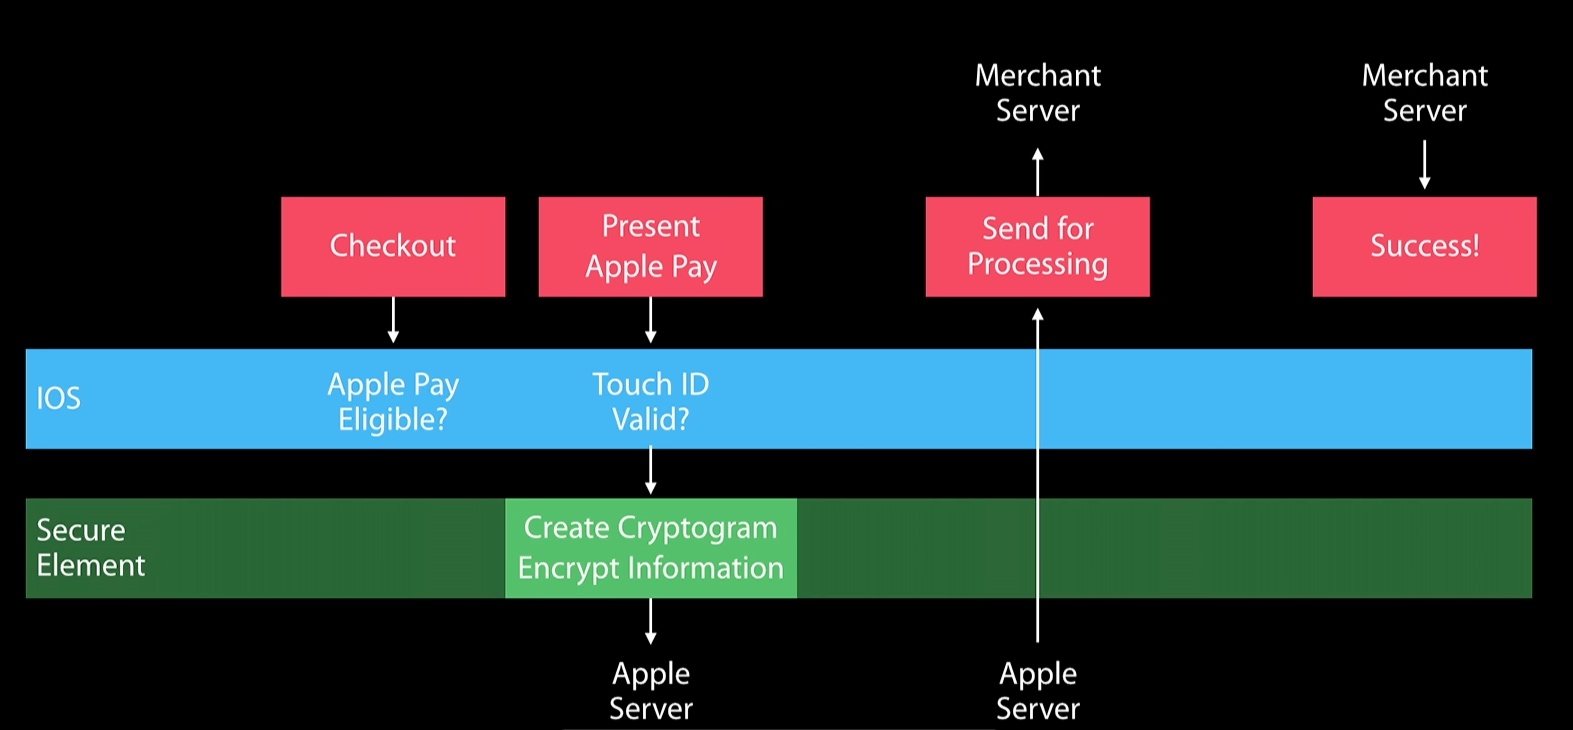 Merchant
Server
Merchant
Server
Checkout
Present
Apple Pay
Send for
Processing
Success!
IOS
Apple Pay
Eligible?
Touch ID
Valid?
Secure
Element
Create Cryptogram
Encrypt Information
Apple
Server
Apple
Server